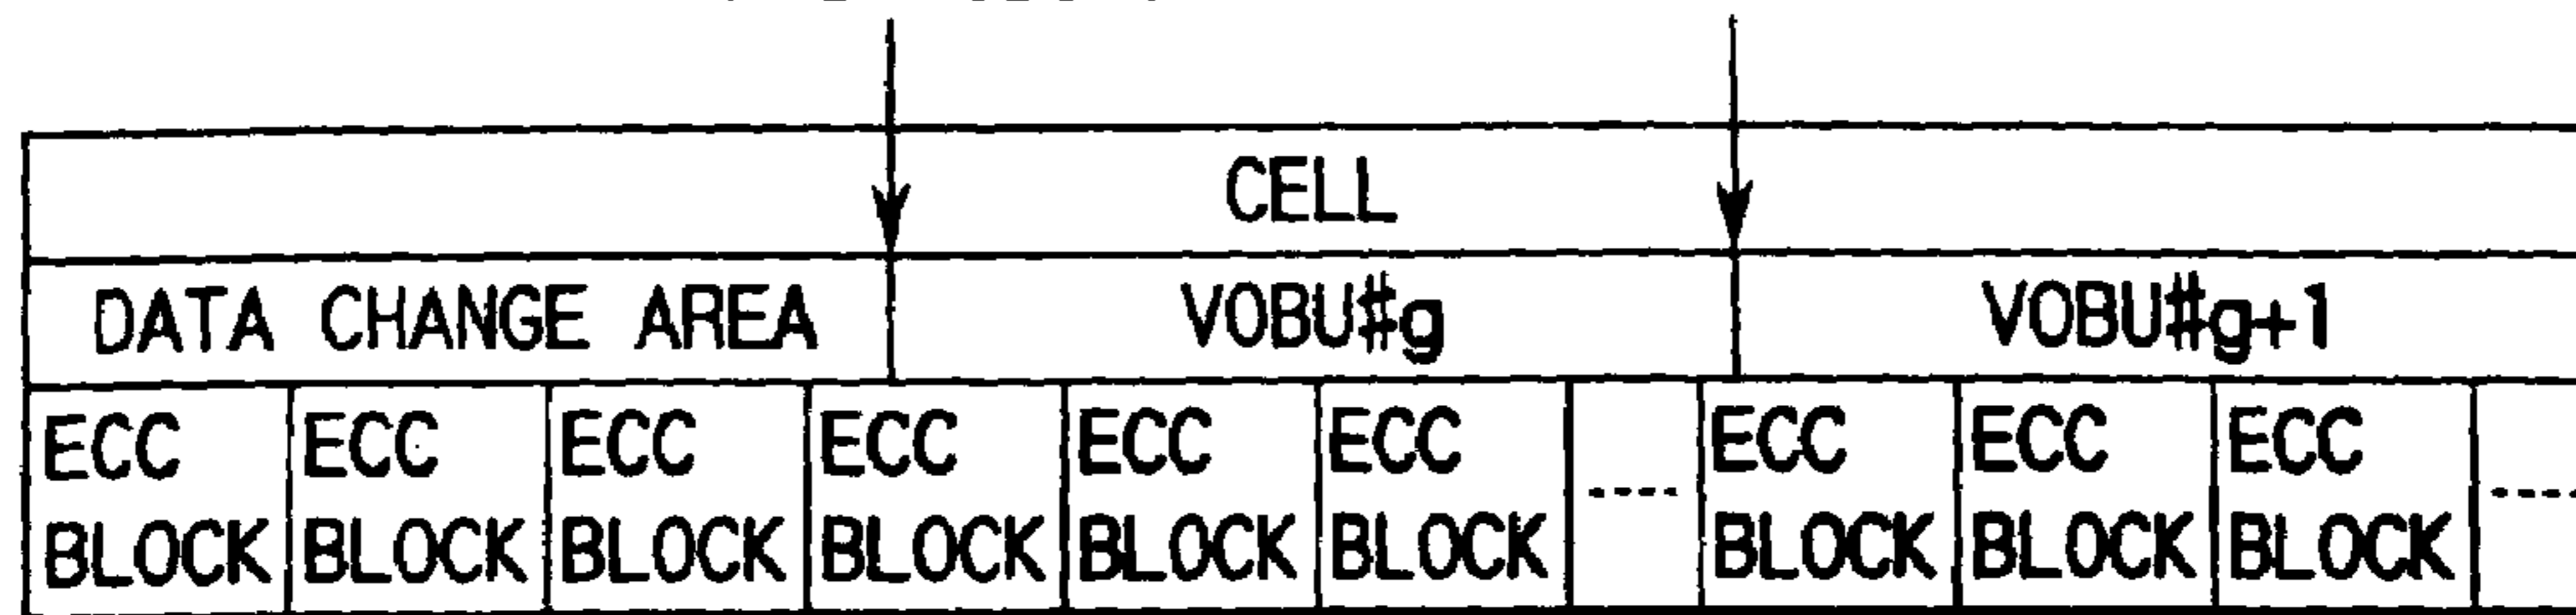 CELL
DATA CHANGE AREA VOBU#g VOBU#g+1
ECC ECC ECC ECC ECC ECC ECC ECC ECC
BLOCK BLOCK BLOCK BLOCK BLOCK BLOCK ---- BLOCK BLOCK BLOCK ----